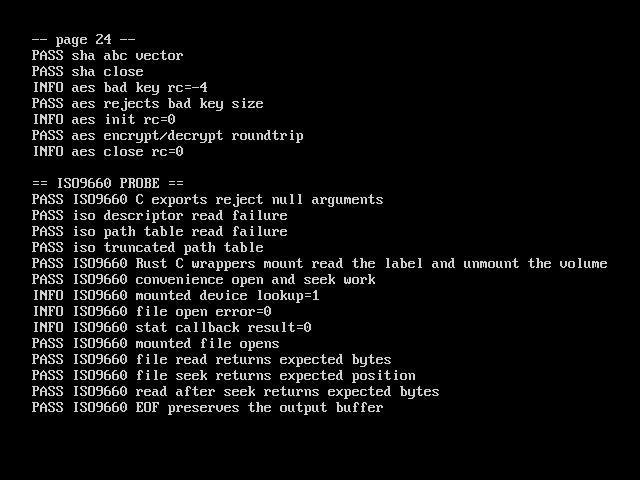 -- page 24 --
PASS sha abc vector
PASS sha close
INFO aes bad key rc=-4
PASS aes rejects bad key size
INFO aes init rc=0
PASS aes encrypt/decrypt roundtrip
INFO aes close rc=0
== ISO9660 PROBE ==
PASS ISO9660 C exports reject null arguments
PASS iso descriptor read failure
PASS iso path table read failure
PASS iso truncated path table
PASS ISO9660 Rust C wrappers mount read the label and unmount the volume
PASS ISO9660 convenience open and seek work
INFO ISO9660 mounted device lookup=1
INFO ISO9660 file open error=0
INFO ISO9660 stat callback result=0
PASS ISO9660 mounted file opens
PASS ISO9660 file read returns expected bytes
PASS ISO9660 file seek returns expected position
PASS ISO9660 read after seek returns expected bytes
PASS ISO9660 EOF preserves the output buffer